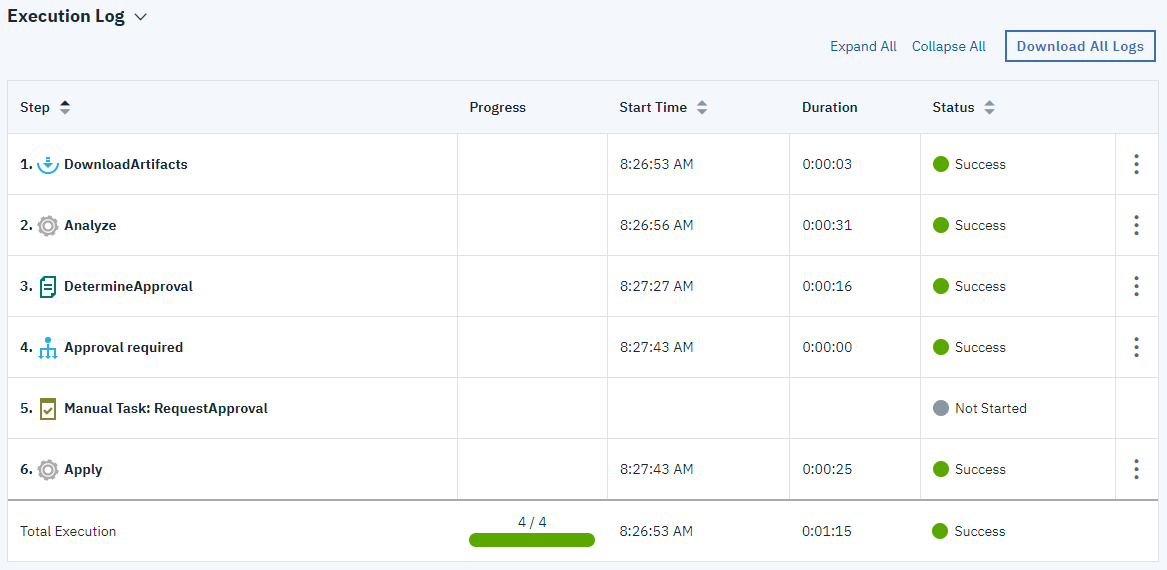 Execution Log
Expand All Collapse All Download All Logs
Step Progress Start Time Duration Status
1. DownloadArtifacts 8:26:53 AM 0:00:03 Success
2. Analyze 8:26:56 AM 0:00:31 Success
3. DetermineApproval 8:27:27 AM 0:00:16 Success
4. Approval required 8:27:43 AM 0:00:00 Success
5. Manual Task: RequestApproval Not Started
6. Apply 8:27:43 AM 0:00:25 Success
4 / 4
Total Execution 8:26:53 AM 0:01:15 Success